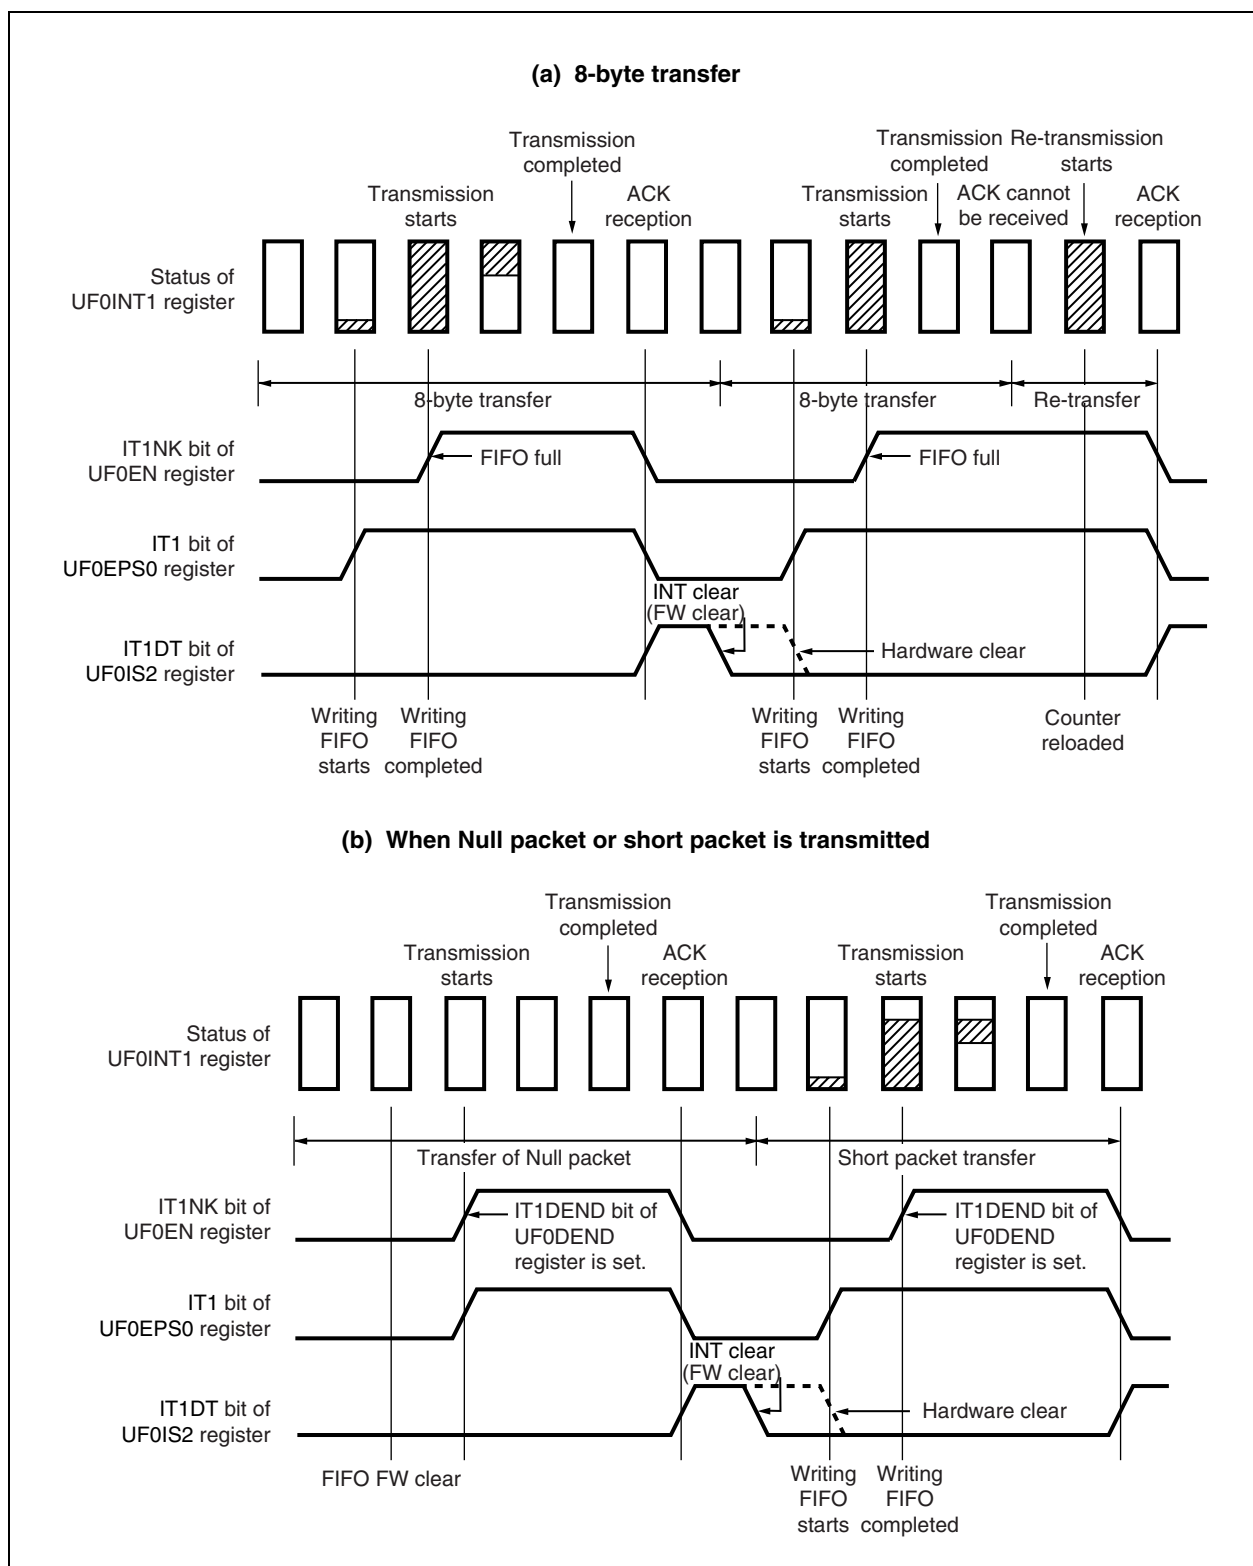 (a) 8-byte transfer
Transmission
completed
Transmission
completed
Re-transmission
starts
Transmission
starts
ACK
reception
Transmission
starts
ACK cannot
be received
ACK
reception
Status of
UF0INT1 register
8-byte transfer
8-byte transfer
Re-transfer
IT1NK bit of
UF0EN register
FIFO full
FIFO full
IT1 bit of
UF0EPS0 register
INT clear
(FW clear)
IT1DT bit of
UF0IS2 register
Hardware clear
Writing
FIFO
starts
Writing
FIFO
completed
Writing
FIFO
starts
Writing
FIFO
completed
Counter
reloaded
(b) When Null packet or short packet is transmitted
Transmission
completed
Transmission
completed
Transmission
starts
ACK
reception
Transmission
starts
ACK
reception
Status of
UF0INT1 register
Transfer of Null packet
Short packet transfer
IT1NK bit of
UF0EN register
IT1DEND bit of
UF0DEND
register is set.
IT1DEND bit of
UF0DEND
register is set.
IT1 bit of
UF0EPS0 register
INT clear
(FW clear)
IT1DT bit of
UF0IS2 register
Hardware clear
FIFO FW clear
Writing
FIFO
starts
Writing
FIFO
completed